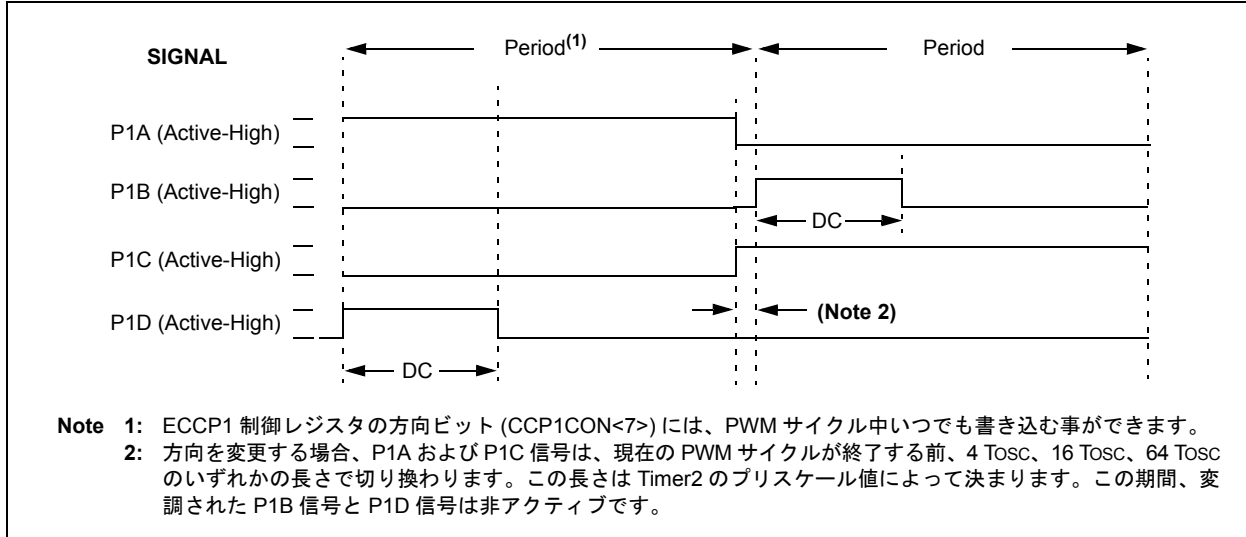 SIGNAL
Period(1)
Period
P1A (Active-High)
P1B (Active-High)
DC
P1C (Active-High)
P1D (Active-High)
(Note 2)
DC
Note 1: ECCP1 制御レジスタの方向ビット (CCP1CON<7>) には、PWM サイクル中いつでも書き込む事ができます。
2: 方向を変更する場合、P1A および P1C 信号は、現在の PWM サイクルが終了する前、4 TOSC、16 TOSC、64 TOSC
のいずれかの長さで切り換わります。この長さは Timer2 のプリスケール値によって決まります。この期間、変
調された P1B 信号と P1D 信号は非アクティブです。